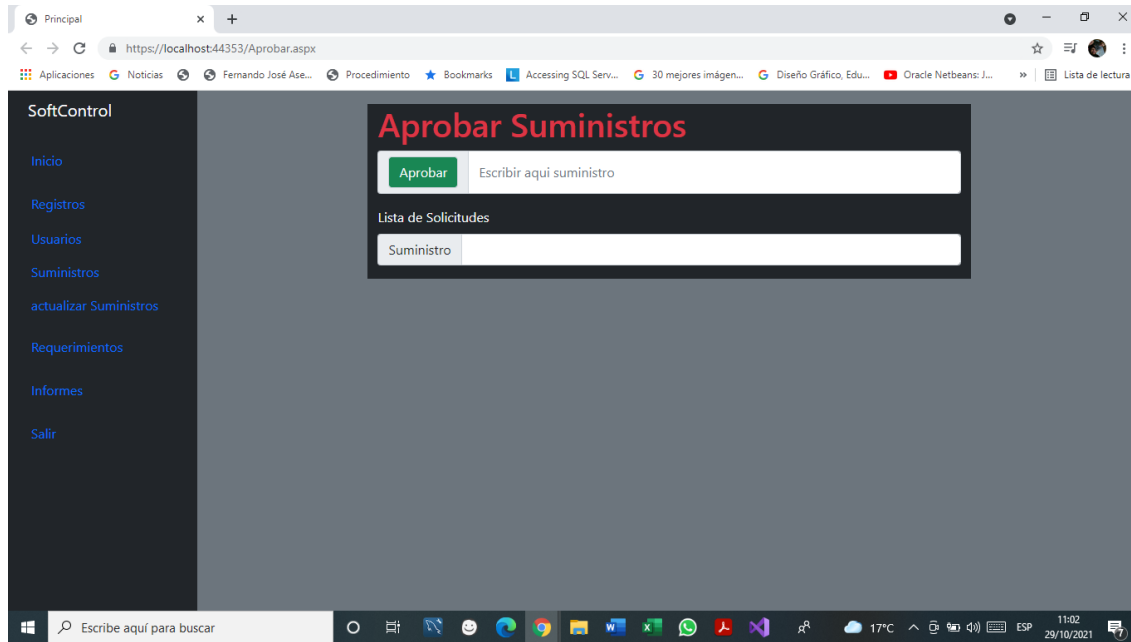 Principal
https://localhost:44353/Aprobar.aspx
Aplicaciones Noticias Fernando José Ase... Procedimiento Bookmarks Accessing SQL Serv... 30 mejores imágen... Diseño Gráfico, Edu... Oracle Netbeans: J... » Lista de lectura
SoftControl
Inicio
Registros
Usuarios
Suministros
actualizar Suministros
Requerimientos
Informes
Salir
Aprobar Suministros
Aprobar Escribir aqui suministro
Lista de Solicitudes
Suministro
Escribe aquí para buscar
17°C ESP 11:02
29/10/2021